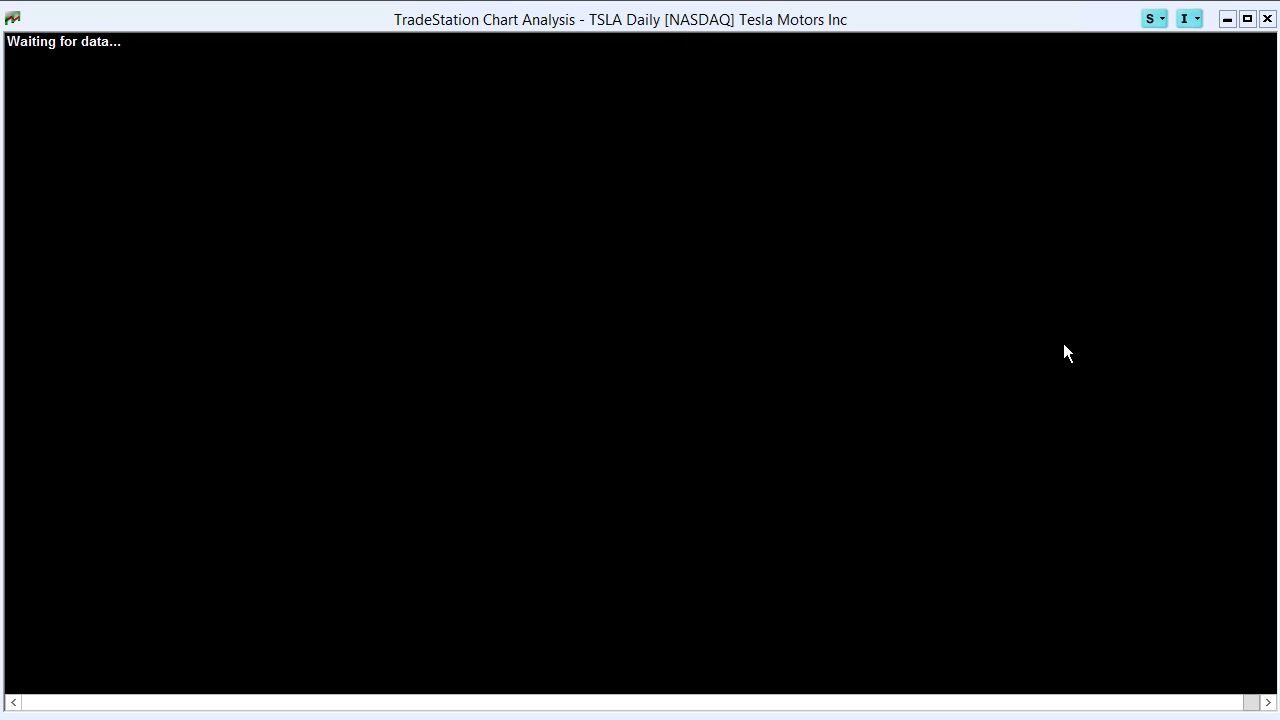 TradeStation Chart Analysis - TSLA Daily [NASDAQ] Tesla Motors Inc
S
I
Waiting for data...